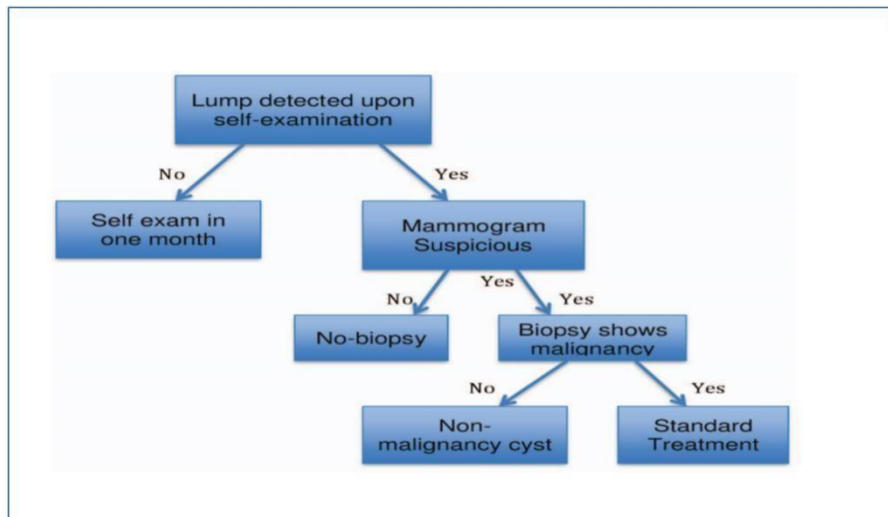 Lump detected upon
self-examination
No
Yes
Self exam in
one month
Mammogram
Suspicious
No
Yes
Yes
No-biopsy
Biopsy shows
malignancy
No
Yes
Non-
malignancy cyst
Standard
Treatment